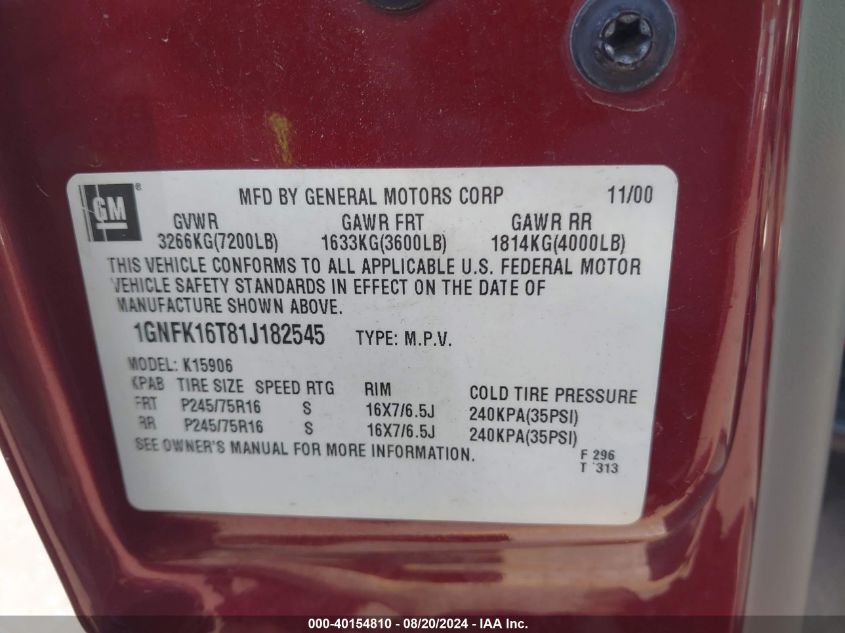 GM ® MFD BY GENERAL MOTORS CORP 11/00
GVWR GAWR FRT GAWR RR
3266KG(7200LB) 1633KG(3600LB) 1814KG(4000LB)
THIS VEHICLE CONFORMS TO ALL APPLICABLE U.S. FEDERAL MOTOR
VEHICLE SAFETY STANDARDS IN EFFECT ON THE DATE OF
MANUFACTURE SHOWN ABOVE.
1GNFK16T81J182545 TYPE: M.P.V.
MODEL: K15906
KPAB TIRE SIZE SPEED RTG RIM COLD TIRE PRESSURE
FRT P245/75R16 S 16X7/6.5J 240KPA(35PSI)
RR P245/75R16 S 16X7/6.5J 240KPA(35PSI)
SEE OWNER'S MANUAL FOR MORE INFORMATION.
F 296
T 313
000-40154810 - 08/20/2024 - IAA Inc.